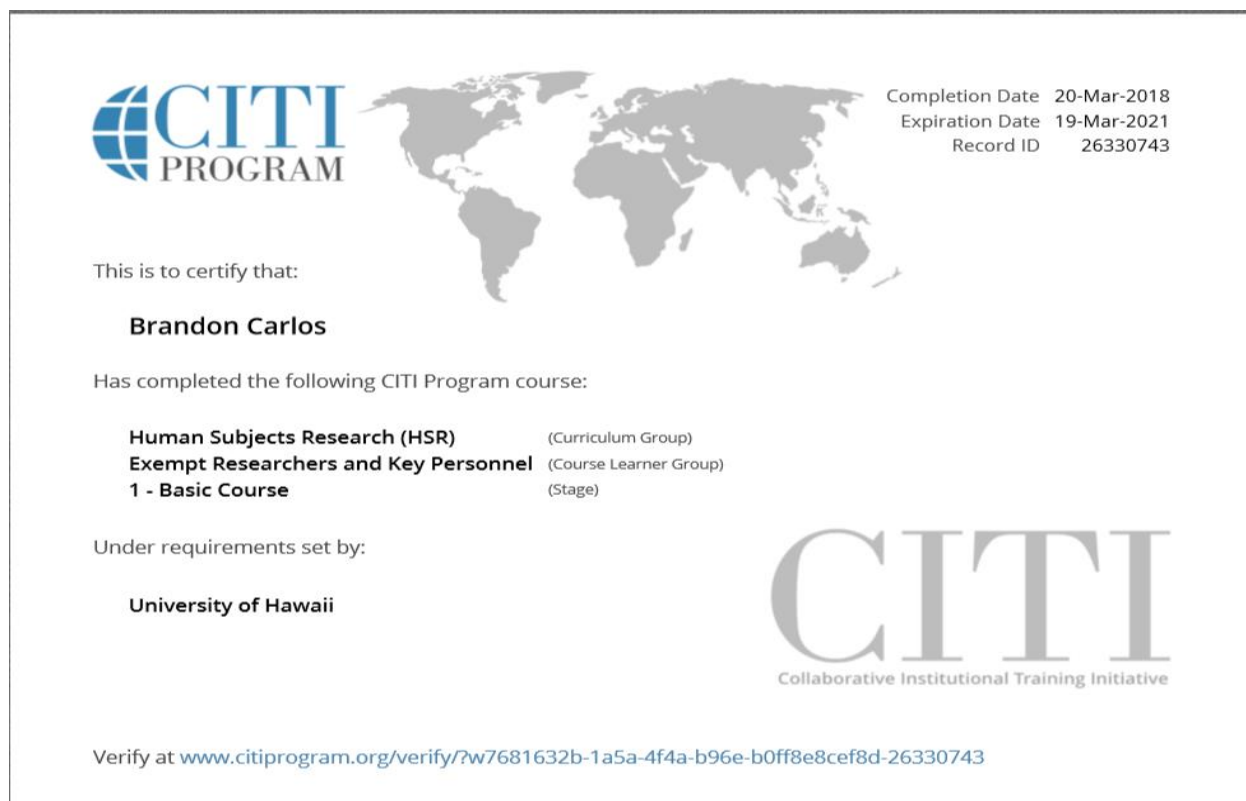 CITI
PROGRAM
Completion Date 20-Mar-2018
Expiration Date 19-Mar-2021
Record ID 26330743
This is to certify that:
Brandon Carlos
Has completed the following CITI Program course:
Human Subjects Research (HSR) (Curriculum Group)
Exempt Researchers and Key Personnel (Course Learner Group)
1 - Basic Course (Stage)
Under requirements set by:
University of Hawaii
CITI
Collaborative Institutional Training Initiative
Verify at www.citiprogram.org/verify/?w7681632b-1a5a-4f4a-b96e-b0ff8e8cef8d-26330743